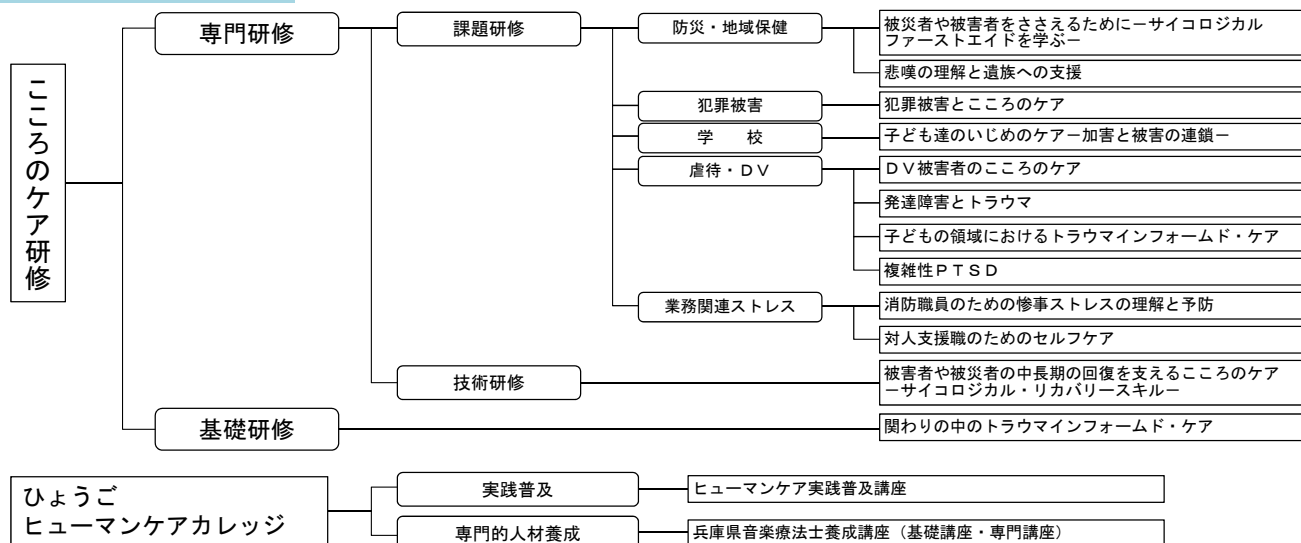 こころのケア研修
専門研修
課題研修
防災・地域保健
被災者や被害者をささえるために－サイコロジカル
ファーストエイドを学ぶ－
悲嘆の理解と遺族への支援
犯罪被害
犯罪被害とこころのケア
学　校
子ども達のいじめのケア－加害と被害の連鎖－
虐待・ＤＶ
ＤＶ被害者のこころのケア
発達障害とトラウマ
子どもの領域におけるトラウマインフォームド・ケア
複雑性ＰＴＳＤ
業務関連ストレス
消防職員のための惨事ストレスの理解と予防
対人支援職のためのセルフケア
技術研修
被害者や被災者の中長期の回復を支えるこころのケア
－サイコロジカル・リカバリースキル－
基礎研修
関わりの中のトラウマインフォームド・ケア
ひょうご
ヒューマンケアカレッジ
実践普及
ヒューマンケア実践普及講座
専門的人材養成
兵庫県音楽療法士養成講座（基礎講座・専門講座）